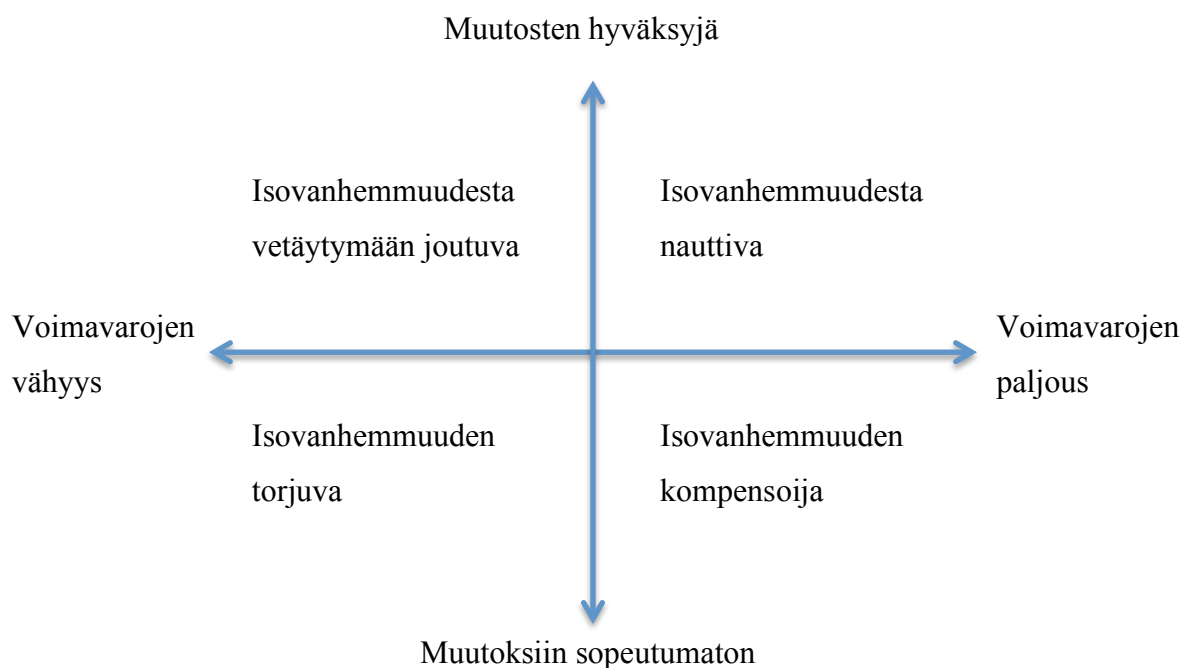 Muutosten hyväksyjä
Isovanhemmuudesta
vetäytymään joutuva
Isovanhemmuudesta
nauttiva
Voimavarojen
vähyys
Voimavarojen
paljous
Isovanhemmuuden
torjuva
Isovanhemmuuden
kompensoija
Muutoksiin sopeutumaton